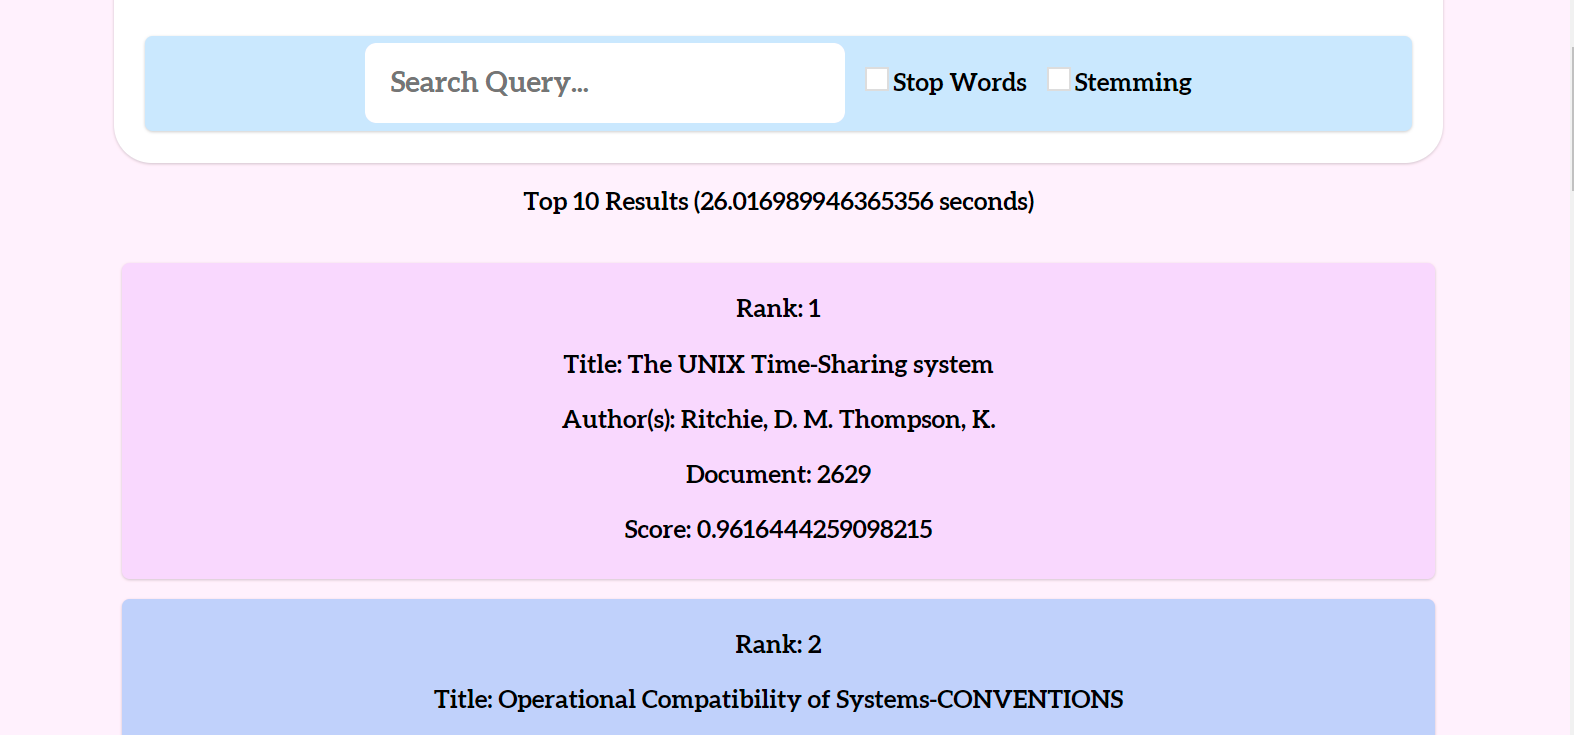 Search Query...
Stop Words
Stemming
Top 10 Results (26.016989946365356 seconds)
Rank: 1
Title: The UNIX Time-Sharing system
Author(s): Ritchie, D. M. Thompson, K.
Document: 2629
Score: 0.9616444259098215
Rank: 2
Title: Operational Compatibility of Systems-CONVENTIONS